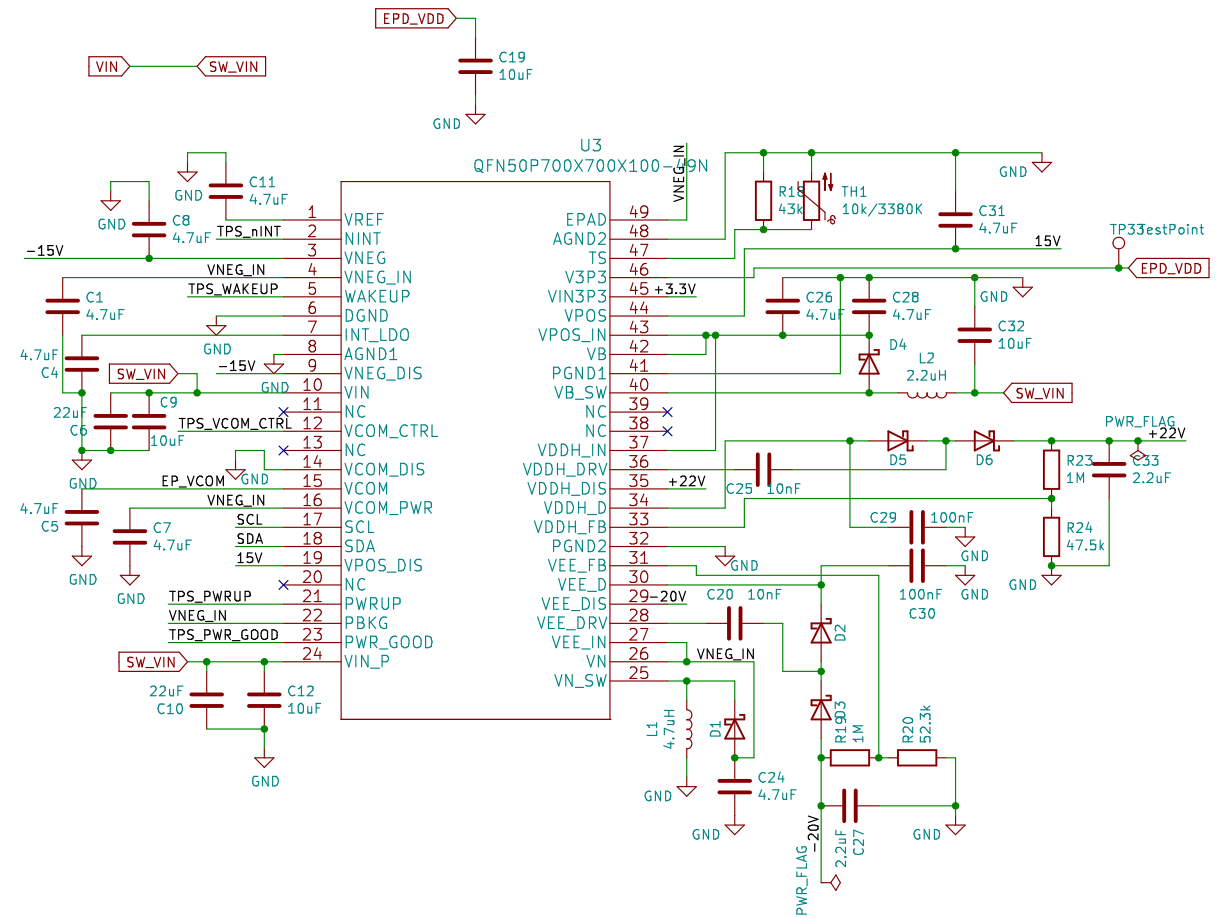 EPD_VDD
C19
10uF
GND
VIN
SW_VIN
U3
QFN50P700X700X100-49N
GND
C11
4.7uF
GND
C8
4.7uF
TPS_nINT
-15V
VNEG_IN
C1
4.7uF
TPS_WAKEUP
GND
4.7uF
C4
GND
-15V
SW_VIN
22uF
C6
C9
10uF
TPS_VCOM_CTRL
GND
GND
EP_VCOM
4.7uF
C5
GND
VNEG_IN
C7
4.7uF
GND
SCL
SDA
15V
TPS_PWRUP
VNEG_IN
TPS_PWR_GOOD
SW_VIN
22uF
C10
C12
10uF
GND
1 VREF
2 NINT
3 VNEG
4 VNEG_IN
5 WAKEUP
6 DGND
7 INT_LDO
8 AGND1
9 VNEG_DIS
10 VIN
11 NC
12 VCOM_CTRL
13 NC
14 VCOM_DIS
15 VCOM
16 VCOM_PWR
17 SCL
18 SDA
19 VPOS_DIS
20 NC
21 PWRUP
22 PBKG
23 PWR_GOOD
24 VIN_P
EPAD 49
AGND2 48
TS 47
V3P3 46
VIN3P3 45
VPOS 44
VPOS_IN 43
VB 42
PGND1 41
VB_SW 40
NC 39
NC 38
VDDH_IN 37
VDDH_DRV 36
VDDH_DIS 35
VDDH_D 34
VDDH_FB 33
PGND2 32
VEE_FB 31
VEE_D 30
VEE_DIS 29
VEE_DRV 28
VEE_IN 27
VN 26
VN_SW 25
VNEG_IN
R18
43k
TH1
10k/3380K
GND
C31
4.7uF
15V
TP33
TestPoint
EPD_VDD
+3.3V
C26
4.7uF
C28
4.7uF
GND
C32
10uF
D4
L2
2.2uH
SW_VIN
PWR_FLAG
+22V
D5
D6
R23
1M
C33
2.2uF
C25
10nF
+22V
C29
100nF
GND
R24
47.5k
GND
GND
100nF
C30
GND
-20V
C20
10nF
D2
VNEG_IN
D3
L1
4.7uH
D1
GND
C24
4.7uF
GND
R19
1M
R20
52.3k
2.2uF
C27
GND
-20V
PWR_FLAG